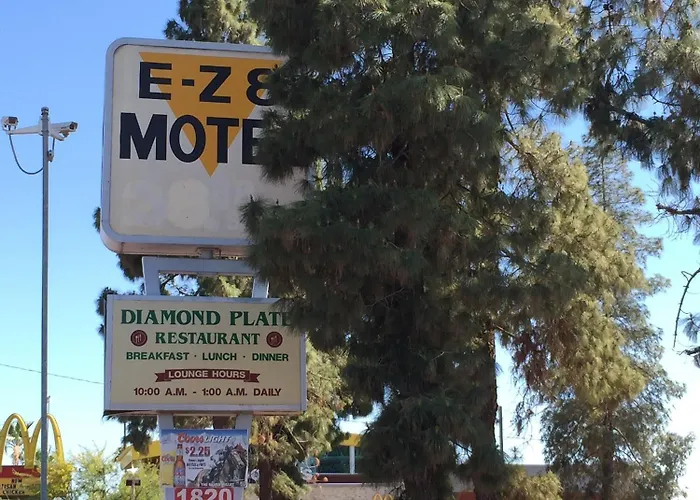 E-Z 8
MOTE
DIAMOND PLATE
RESTAURANT
BREAKFAST · LUNCH · DINNER
LOUNGE HOURS
10:00 A.M. - 1:00 A.M. DAILY
Coors LIGHT
$2.25
1820